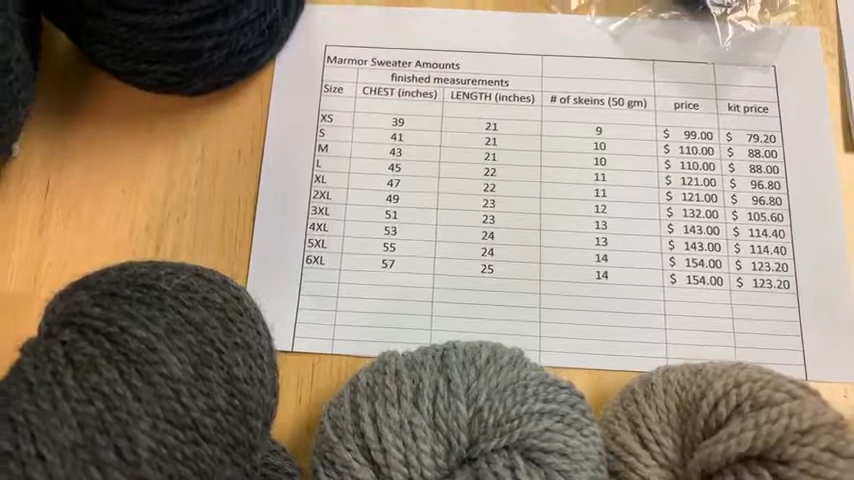 Marmor Sweater Amounts
finished measurements
Size CHEST (inches) LENGTH (inches) # of skeins (50 gm) price kit price
XS 39 21 9 $ 99.00 $ 79.20
S 41 21 10 $ 110.00 $ 88.00
M 43 21 10 $ 110.00 $ 88.00
L 45 22 11 $ 121.00 $ 96.80
XL 47 22 11 $ 121.00 $ 96.80
2XL 49 23 12 $ 132.00 $ 105.60
3XL 51 23 13 $ 143.00 $ 114.40
4XL 53 24 13 $ 143.00 $ 114.40
5XL 55 24 14 $ 154.00 $ 123.20
6XL 57 25 14 $ 154.00 $ 123.20